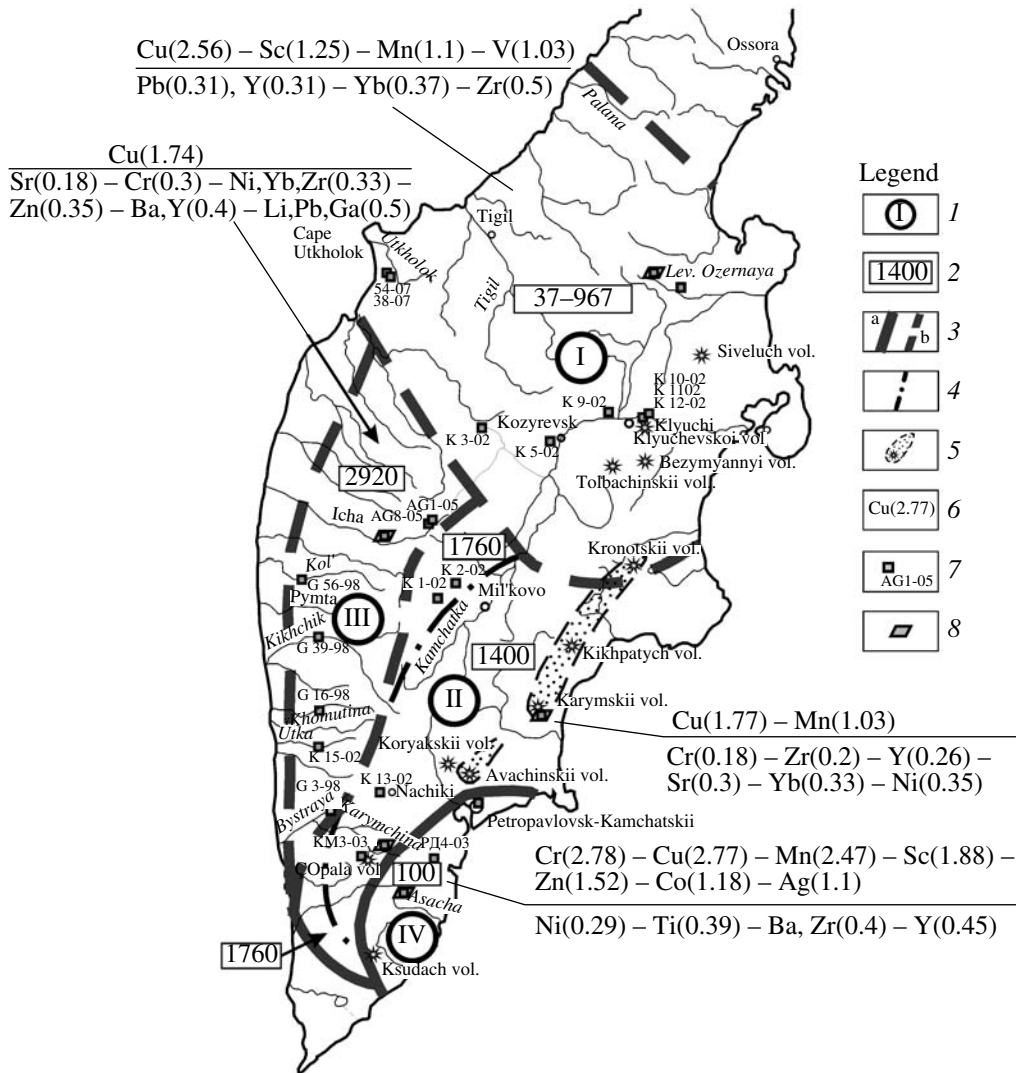 Cu(2.56) – Sc(1.25) – Mn(1.1) – V(1.03)
Pb(0.31), Y(0.31) – Yb(0.37) – Zr(0.5)
Ossora
Palana
Cu(1.74)
Sr(0.18) – Cr(0.3) – Ni,Yb,Zr(0.33) –
Zn(0.35) – Ba,Y(0.4) – Li,Pb,Ga(0.5)
Cape
Utkholok
Utkholok
Tigil
Tigil
54-07
38-07
37–967
Lev. Ozernaya
I
Siveluch vol.
K 10-02
K 1102
K 12-02
K 9-02
Kozyrevsk
K 3-02
K 5-02
Klyuchi
Klyuchevskoi vol
Bezymyannyi vol.
Tolbachinskii vol.
2920
Icha
AG1-05
AG8-05
1760
Kronotskii vol.
Kol'
G 56-98
Pymta
K 2-02
K 1-02
Mil'kovo
III
Kikhchik
G 39-98
Kamchatka
1400
Kikhpatych vol.
II
G 16-98
Khomutina
Utka
K 15-02
Karymskii vol.
Cu(1.77) – Mn(1.03)
Cr(0.18) – Zr(0.2) – Y(0.26) –
Sr(0.3) – Yb(0.33) – Ni(0.35)
Koryakskii vol.
Avachinskii vol.
G 3-98
K 13-02
Nachiki
Bystraya
Karymchina
Petropavlovsk-Kamchatskii
KM3-03
РД4-03
COpala vol
100
Asacha
Cr(2.78) – Cu(2.77) – Mn(2.47) – Sc(1.88) –
Zn(1.52) – Co(1.18) – Ag(1.1)
Ni(0.29) – Ti(0.39) – Ba, Zr(0.4) – Y(0.45)
IV
1760
Ksudach vol.
Legend
I 1
1400 2
a b 3
4
5
Cu(2.77) 6
AG1-05 7
8